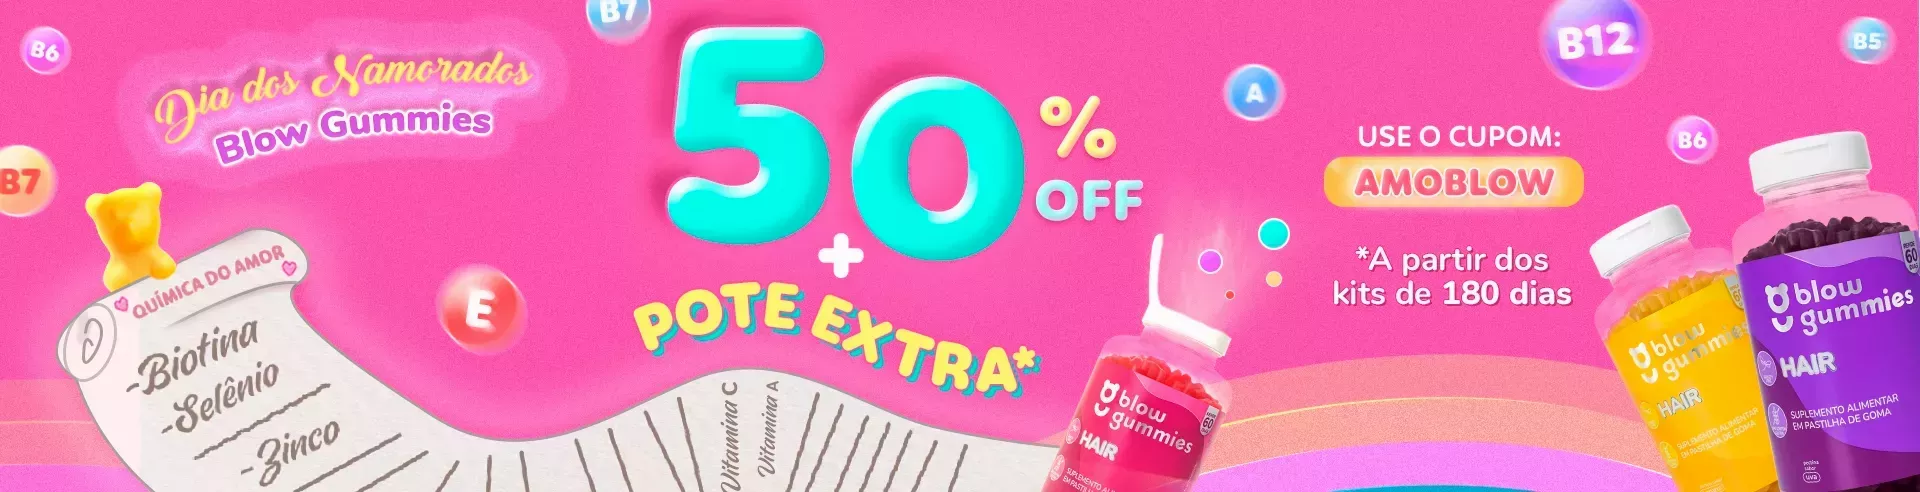 B6
B7
B12
B5
A
B6
B7
E
Dia dos Namorados
Blow Gummies
50
%
OFF
+
POTE EXTRA*
USE O CUPOM:
AMOBLOW
*A partir dos
kits de 180 dias
QUÍMICA DO AMOR
-Biotina
-Selênio
-Zinco
Vitamina C
Vitamina A
blow
gummies
HAIR
60
SUPLEMENTO
EM PASTILHA DE GOMA
blow
gummies
HAIR
SUPLEMENTO ALIMENTAR
EM PASTILHA DE GOMA
blow
gummies
60
HAIR
SUPLEMENTO ALIMENTAR
EM PASTILHA DE GOMA
uva